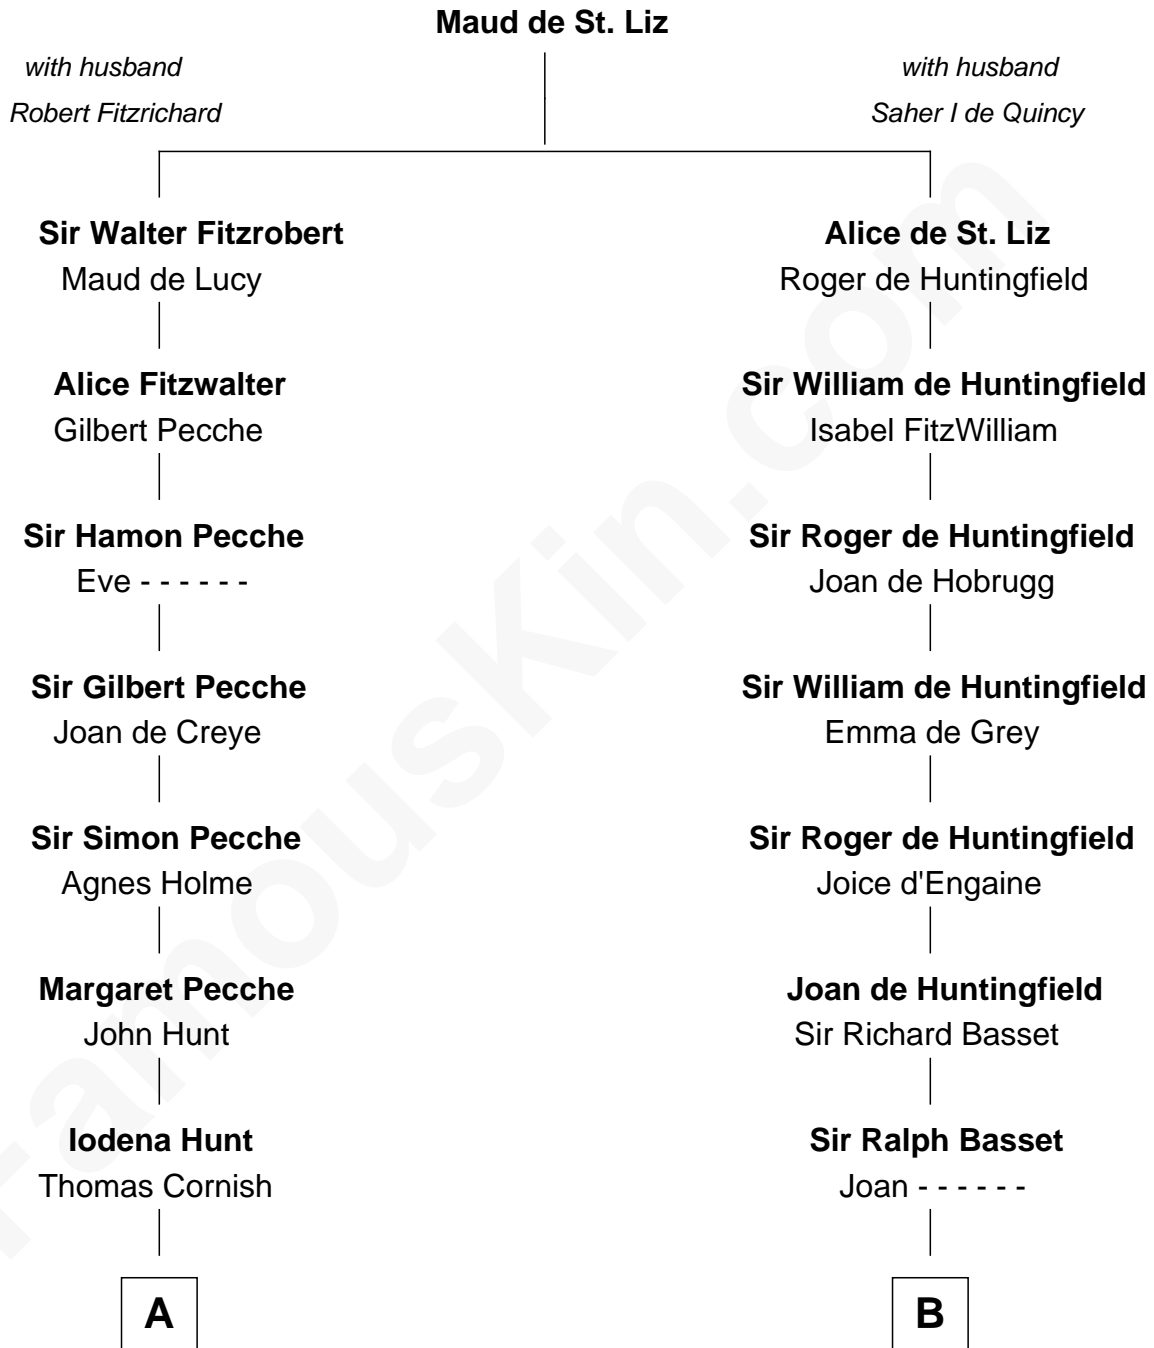 Maud de St. Liz
with husband
Robert Fitzrichard
with husband
Saher I de Quincy
Sir Walter Fitzrobert
Maud de Lucy
Alice de St. Liz
Roger de Huntingfield
Alice Fitzwalter
Gilbert Pecche
Sir William de Huntingfield
Isabel FitzWilliam
Sir Hamon Pecche
Eve - - - - - -
Sir Roger de Huntingfield
Joan de Hobrugg
Sir Gilbert Pecche
Joan de Creye
Sir William de Huntingfield
Emma de Grey
Sir Simon Pecche
Agnes Holme
Sir Roger de Huntingfield
Joice d'Engaine
Margaret Pecche
John Hunt
Joan de Huntingfield
Sir Richard Basset
Iodena Hunt
Thomas Cornish
Sir Ralph Basset
Joan - - - - - -
A
B
FamousKin.com